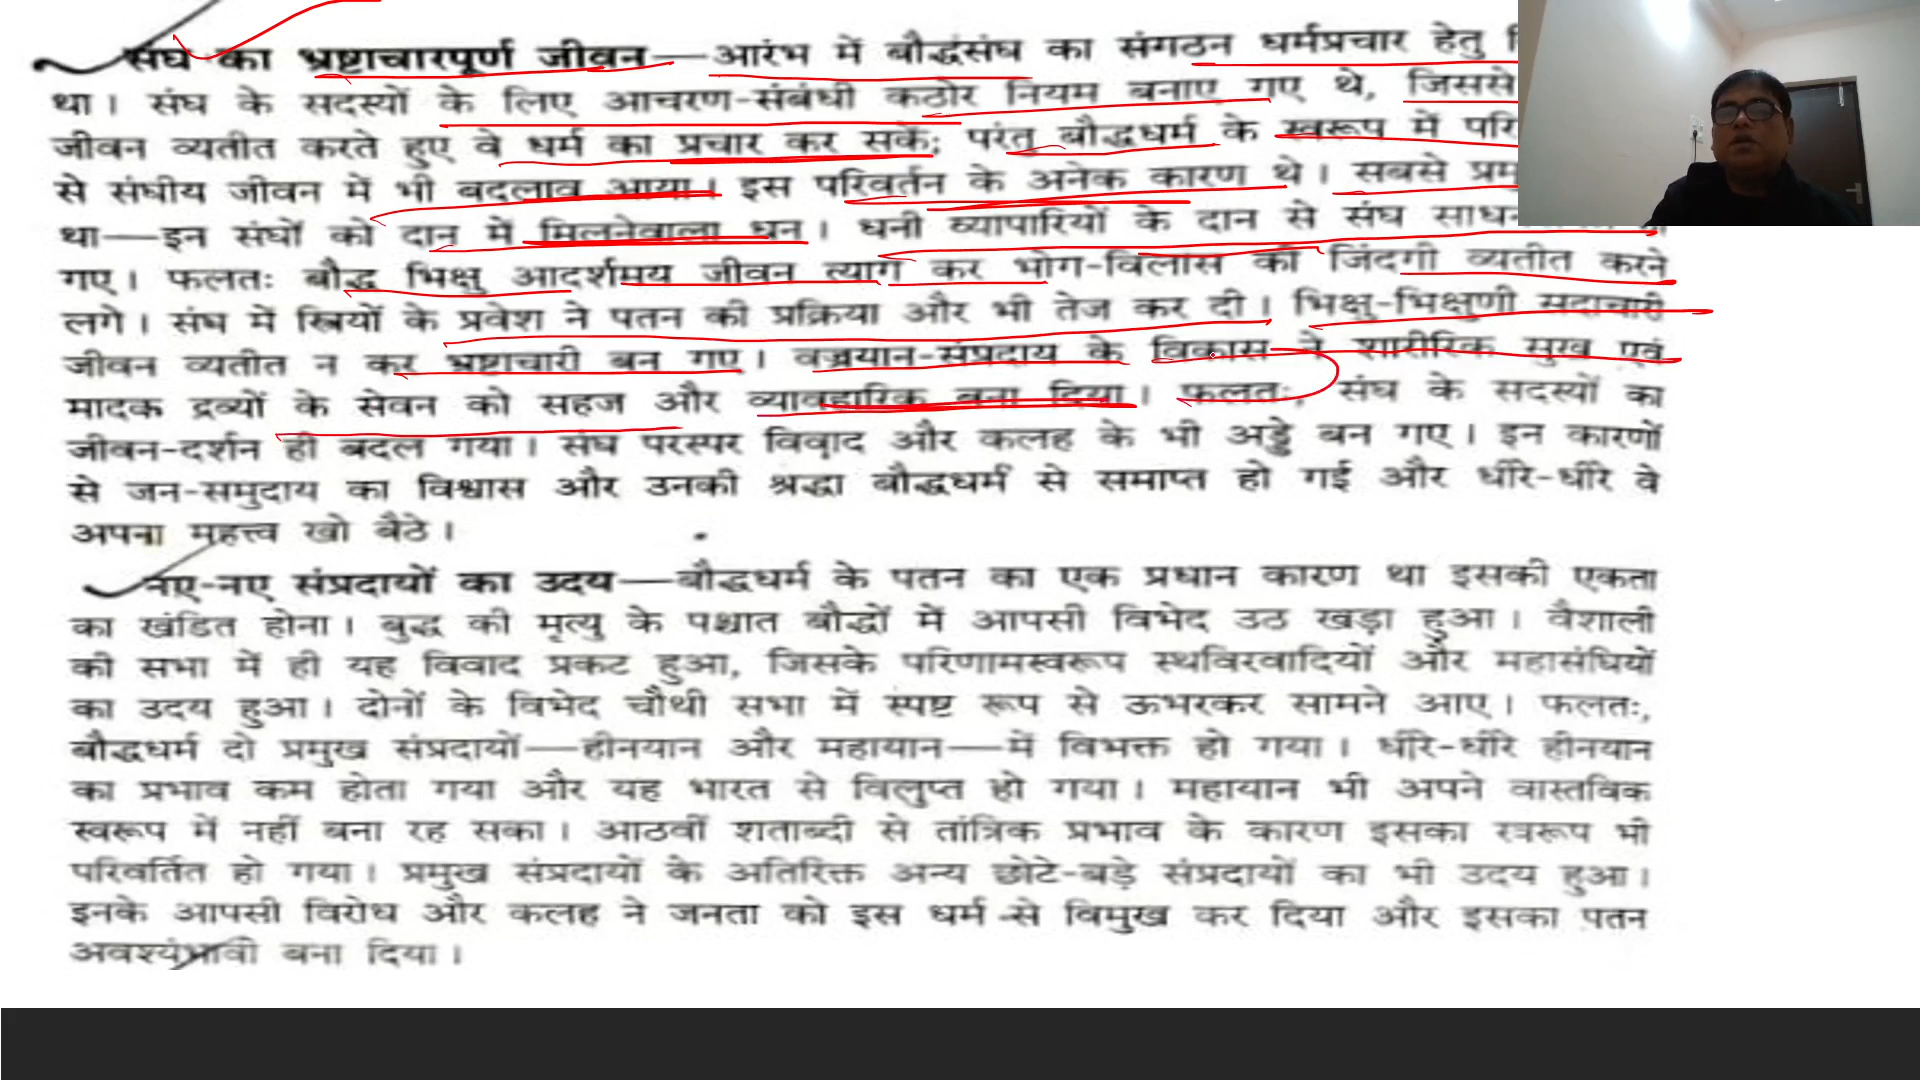 संघ का भ्रष्टाचारपूर्ण जीवन—आरंभ में बौद्धसंघ का संगठन धर्मप्रचार हेतु
था। संघ के सदस्यों के लिए आचरण-संबंधी कठोर नियम बनाए गए थे, जिससे
जीवन व्यतीत करते हुए वे धर्म का प्रचार कर सकें; परंतु बौद्धधर्म के स्वरूप में
से संघीय जीवन में भी बदलाव आया। इस परिवर्तन के अनेक कारण थे। सबसे
था—इन संघों को दान में मिलनेवाला धन। धनी व्यापारियों के दान से संघ
गए। फलतः बौद्ध भिक्षु आदर्शमय जीवन त्याग कर भोग-विलास की जिंदगी व्यतीत करने
लगे। संघ में स्त्रियों के प्रवेश ने पतन की प्रक्रिया और भी तेज कर दी। भिक्षु-भिक्षुणी सदाचारी
जीवन व्यतीत न कर भ्रष्टाचारी बन गए। वज्रयान-संप्रदाय के विकास ने शारीरिक सुख एवं
मादक द्रव्यों के सेवन को सहज और व्यावहारिक बना दिया। फलतः, संघ के सदस्यों का
जीवन-दर्शन ही बदल गया। संघ परस्पर विवाद और कलह के भी अड्डे बन गए। इन कारणों
से जन-समुदाय का विश्वास और उनकी श्रद्धा बौद्धधर्म से समाप्त हो गई और धीरे-धीरे वे
अपना महत्त्व खो बैठे।
नए-नए संप्रदायों का उदय—बौद्धधर्म के पतन का एक प्रधान कारण था इसकी एकता
का खंडित होना। बुद्ध की मृत्यु के पश्चात बौद्धों में आपसी विभेद उठ खड़ा हुआ। वैशाली
की सभा में ही यह विवाद प्रकट हुआ, जिसके परिणामस्वरूप स्थविरवादियों और महासंघियों
का उदय हुआ। दोनों के विभेद चौथी सभा में स्पष्ट रूप से ऊभरकर सामने आए। फलतः,
बौद्धधर्म दो प्रमुख संप्रदायों—हीनयान और महायान—में विभक्त हो गया। धीरे-धीरे हीनयान
का प्रभाव कम होता गया और यह भारत से विलुप्त हो गया। महायान भी अपने वास्तविक
स्वरूप में नहीं बना रह सका। आठवीं शताब्दी से तांत्रिक प्रभाव के कारण इसका स्वरूप भी
परिवर्तित हो गया। प्रमुख संप्रदायों के अतिरिक्त अन्य छोटे-बड़े संप्रदायों का भी उदय हुआ।
इनके आपसी विरोध और कलह ने जनता को इस धर्म से विमुख कर दिया और इसका पतन
अवश्यंभावी बना दिया।